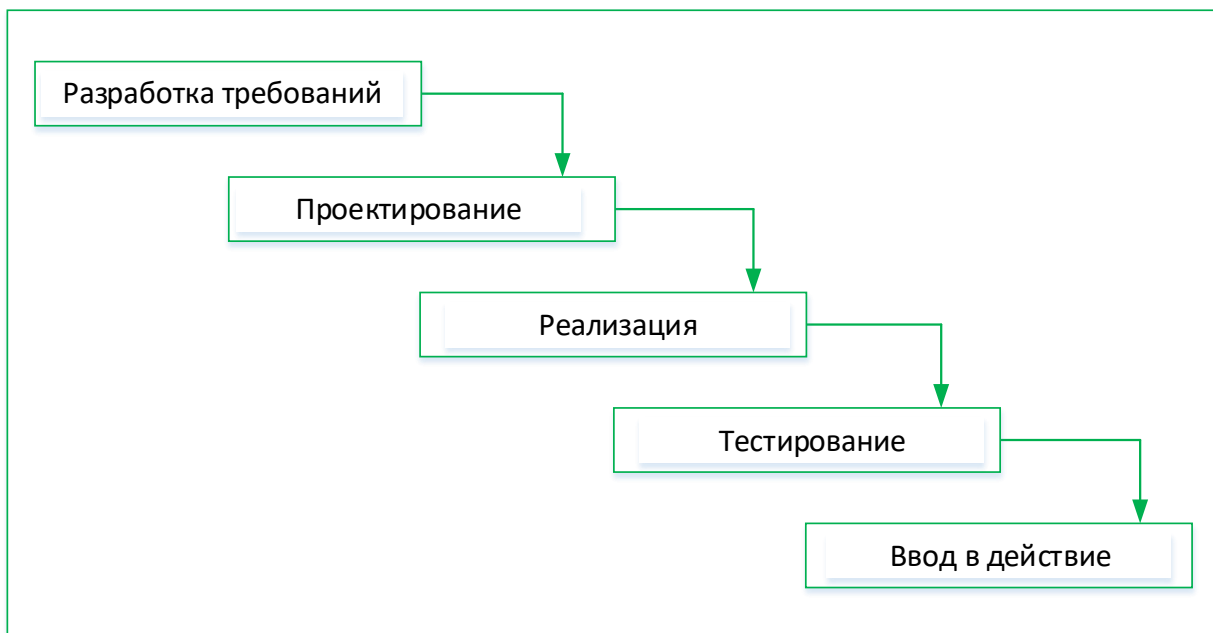 Разработка требований
Проектирование
Реализация
Тестирование
Ввод в действие